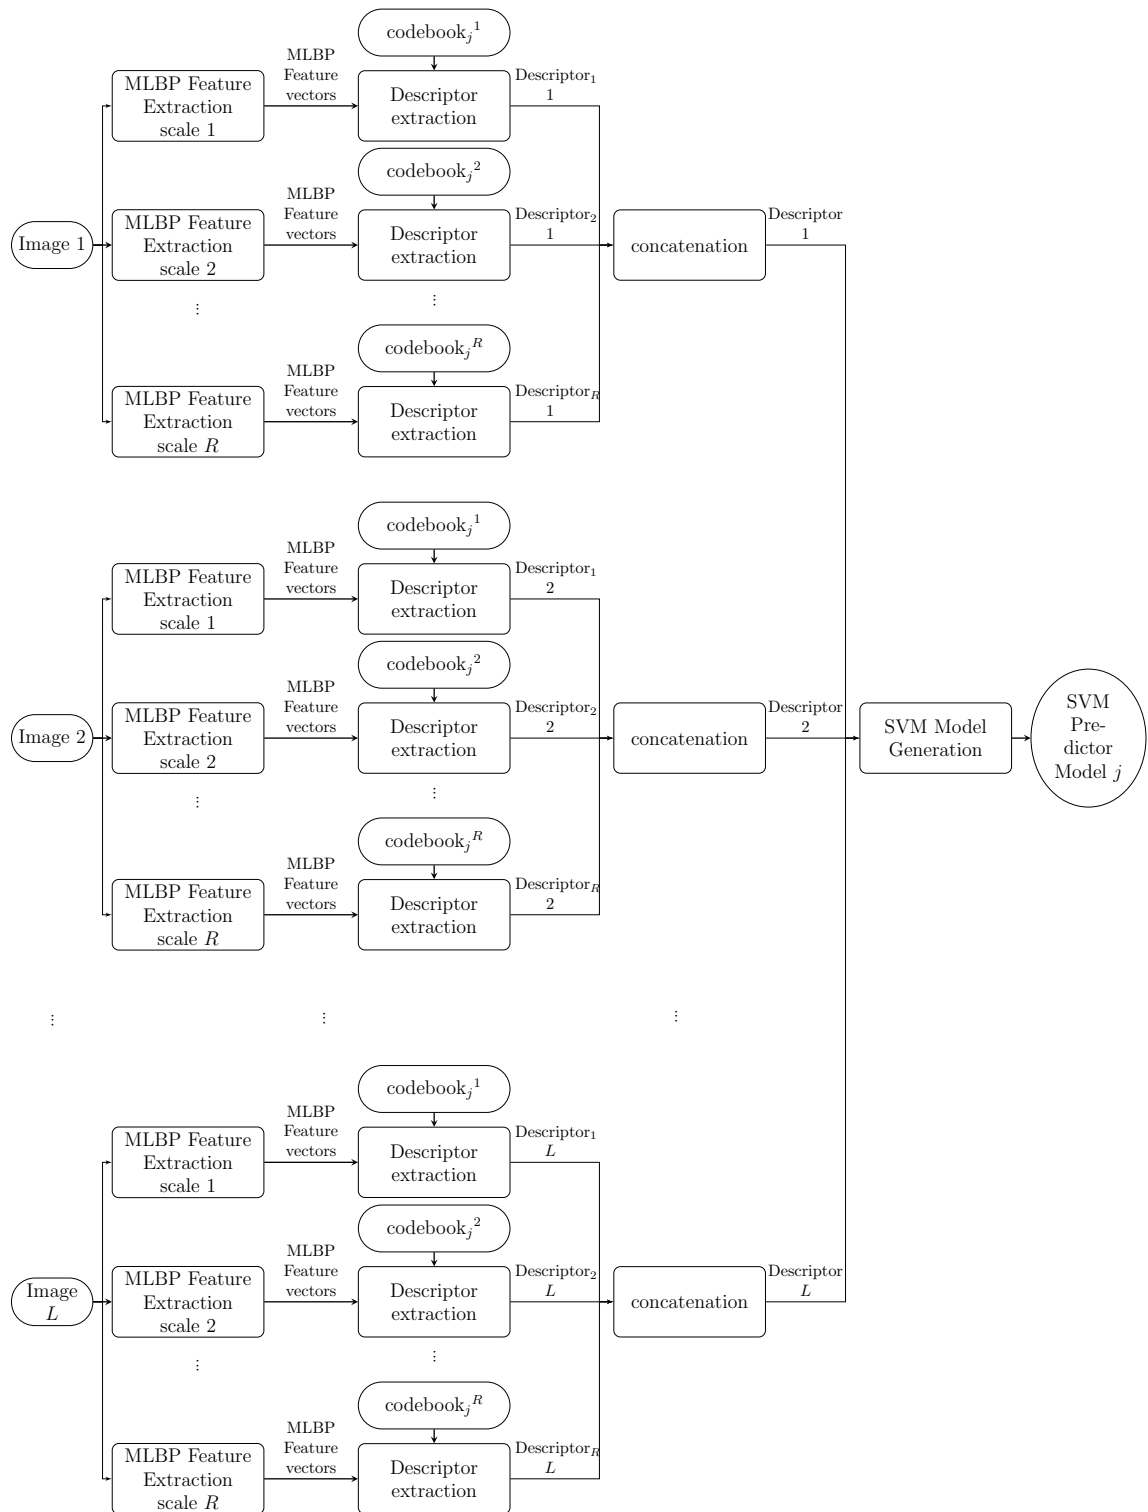 codebook_j^1
MLBP
Feature
vectors
Descriptor_1
1
MLBP Feature
Extraction
scale 1
Descriptor
extraction
codebook_j^2
MLBP
Feature
vectors
Descriptor_2
1
Descriptor
1
Image 1
MLBP Feature
Extraction
scale 2
Descriptor
extraction
concatenation
⋮
⋮
codebook_j^R
MLBP
Feature
vectors
Descriptor_R
1
MLBP Feature
Extraction
scale R
Descriptor
extraction
codebook_j^1
MLBP
Feature
vectors
Descriptor_1
2
MLBP Feature
Extraction
scale 1
Descriptor
extraction
codebook_j^2
MLBP
Feature
vectors
Descriptor_2
2
Descriptor
2
Image 2
MLBP Feature
Extraction
scale 2
Descriptor
extraction
concatenation
SVM Model
Generation
SVM
Pre-
dictor
Model j
⋮
⋮
codebook_j^R
MLBP
Feature
vectors
Descriptor_R
2
MLBP Feature
Extraction
scale R
Descriptor
extraction
⋮
⋮
⋮
codebook_j^1
MLBP
Feature
vectors
Descriptor_1
L
MLBP Feature
Extraction
scale 1
Descriptor
extraction
codebook_j^2
MLBP
Feature
vectors
Descriptor_2
L
Descriptor
L
Image
L
MLBP Feature
Extraction
scale 2
Descriptor
extraction
concatenation
⋮
⋮
codebook_j^R
MLBP
Feature
vectors
Descriptor_R
L
MLBP Feature
Extraction
scale R
Descriptor
extraction